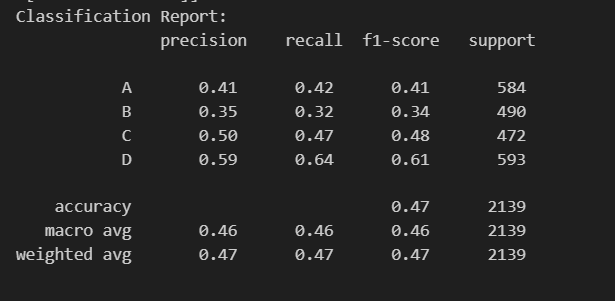 Classification Report:
precision recall f1-score support
A 0.41 0.42 0.41 584
B 0.35 0.32 0.34 490
C 0.50 0.47 0.48 472
D 0.59 0.64 0.61 593
accuracy 0.47 2139
macro avg 0.46 0.46 0.46 2139
weighted avg 0.47 0.47 0.47 2139